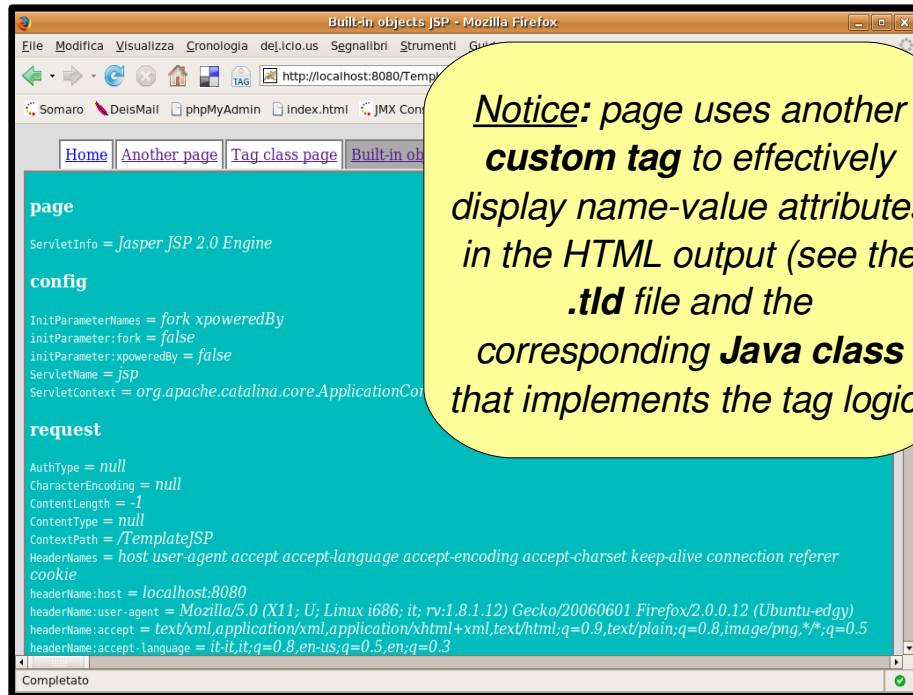 Built-in objects JSP - Mozilla Firefox
File Modifica Visualizza Cronologia del.icio.us Segnalibri Strumenti
TAG http://localhost:8080/Templ
Somaro DeisMail phpMyAdmin index.html JMX Cons
Home Another page Tag class page Built-in ob
page
ServletInfo = Jasper JSP 2.0 Engine
config
InitParameterNames = fork xpoweredBy
initParameter:fork = false
initParameter:xpoweredBy = false
ServletName = jsp
ServletContext = org.apache.catalina.core.ApplicationCon
request
AuthType = null
CharacterEncoding = null
ContentLength = -1
ContentType = null
ContextPath = /TemplateJSP
HeaderNames = host user-agent accept accept-language accept-encoding accept-charset keep-alive connection referer
cookie
headerName:host = localhost:8080
headerName:user-agent = Mozilla/5.0 (X11; U; Linux i686; it; rv:1.8.1.12) Gecko/20060601 Firefox/2.0.0.12 (Ubuntu-edgy)
headerName:accept = text/xml,application/xml,application/xhtml+xml,text/html;q=0.9,text/plain;q=0.8,image/png,*/*;q=0.5
headerName:accept-language = it-it,it;q=0.8,en-us;q=0.5,en;q=0.3
Completato
Notice: page uses another
custom tag to effectively
display name-value attributes
in the HTML output (see the
.tld file and the
corresponding Java class
that implements the tag logic